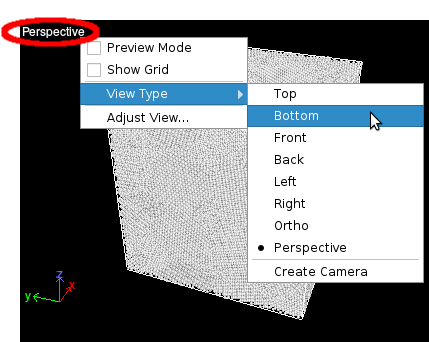 Perspective
Preview Mode
Show Grid
View Type
Adjust View...
Top
Bottom
Front
Back
Left
Right
Ortho
Perspective
Create Camera
z
y
x